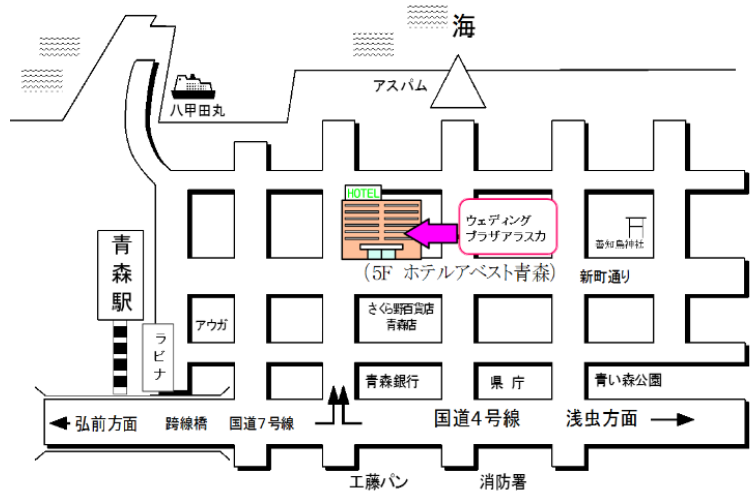 海
アスパム
八甲田丸
HOTEL
ウェディング
プラザアラスカ
善知鳥神社
(5F ホテルアベスト青森)
新町通り
青森駅
アウガ
さくら野百貨店
青森店
ラビナ
青森銀行
県庁
青い森公園
弘前方面
跨線橋
国道7号線
国道4号線
浅虫方面
工藤パン
消防署